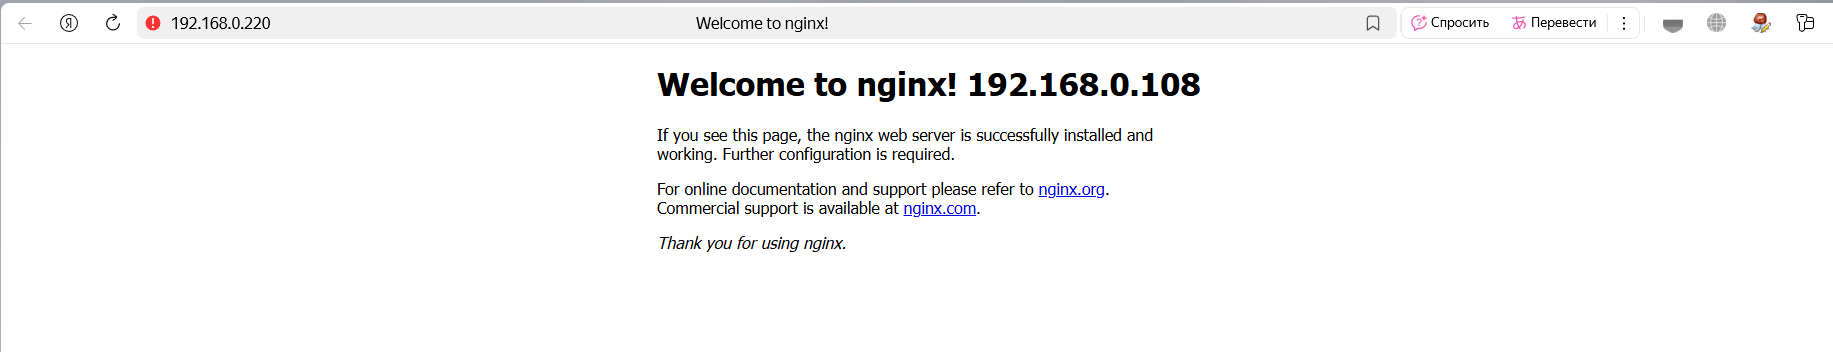 192.168.0.220 Welcome to nginx! Спросить Перевести
Welcome to nginx! 192.168.0.108
If you see this page, the nginx web server is successfully installed and
working. Further configuration is required.
For online documentation and support please refer to nginx.org.
Commercial support is available at nginx.com.
Thank you for using nginx.